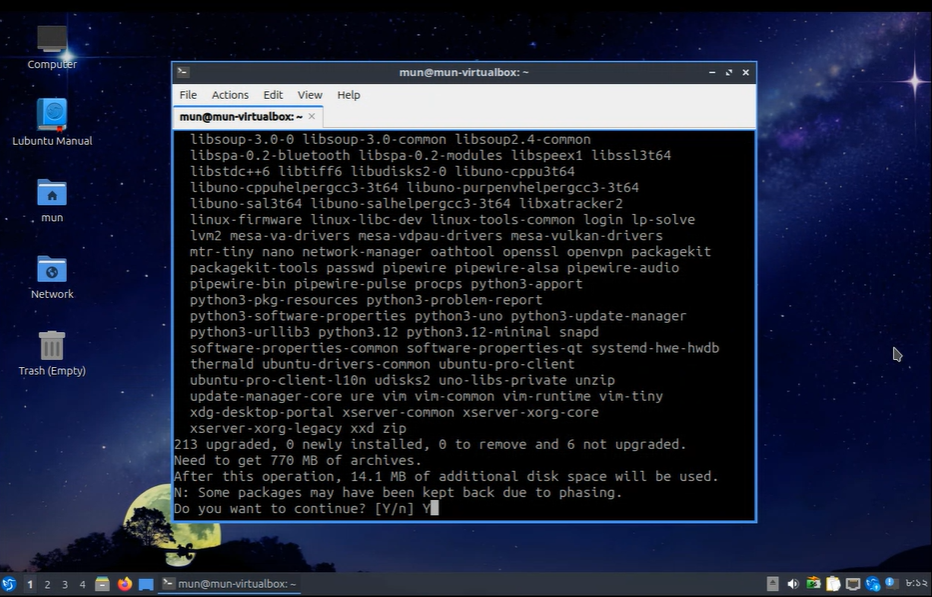 Computer
Lubuntu Manual
mun
Network
Trash (Empty)
mun@mun-virtualbox: ~
File Actions Edit View Help
mun@mun-virtualbox: ~
libsoup-3.0-0 libsoup-3.0-common libsoup2.4-common
libspa-0.2-bluetooth libspa-0.2-modules libspeex1 libssl3t64
libstdc++6 libtiff6 libudisks2-0 libuno-cppu3t64
libuno-cppuhelpergcc3-3t64 libuno-purpenvhelpergcc3-3t64
libuno-sal3t64 libuno-salhelpergcc3-3t64 libxatracker2
linux-firmware linux-libc-dev linux-tools-common login lp-solve
lvm2 mesa-va-drivers mesa-vdpau-drivers mesa-vulkan-drivers
mtr-tiny nano network-manager oathtool openssl openvpn packagekit
packagekit-tools passwd pipewire pipewire-alsa pipewire-audio
pipewire-bin pipewire-pulse procps python3-apport
python3-pkg-resources python3-problem-report
python3-software-properties python3-uno python3-update-manager
python3-urllib3 python3.12 python3.12-minimal snapd
software-properties-common software-properties-qt systemd-hwe-hwdb
thermald ubuntu-drivers-common ubuntu-pro-client
ubuntu-pro-client-l10n udisks2 uno-libs-private unzip
update-manager-core ure vim vim-common vim-runtime vim-tiny
xdg-desktop-portal xserver-common xserver-xorg-core
xserver-xorg-legacy xxd zip
213 upgraded, 0 newly installed, 0 to remove and 6 not upgraded.
Need to get 770 MB of archives.
After this operation, 14.1 MB of additional disk space will be used.
N: Some packages may have been kept back due to phasing.
Do you want to continue? [Y/n] Y
1 2 3 4
mun@mun-virtualbox: ~
৮:১২